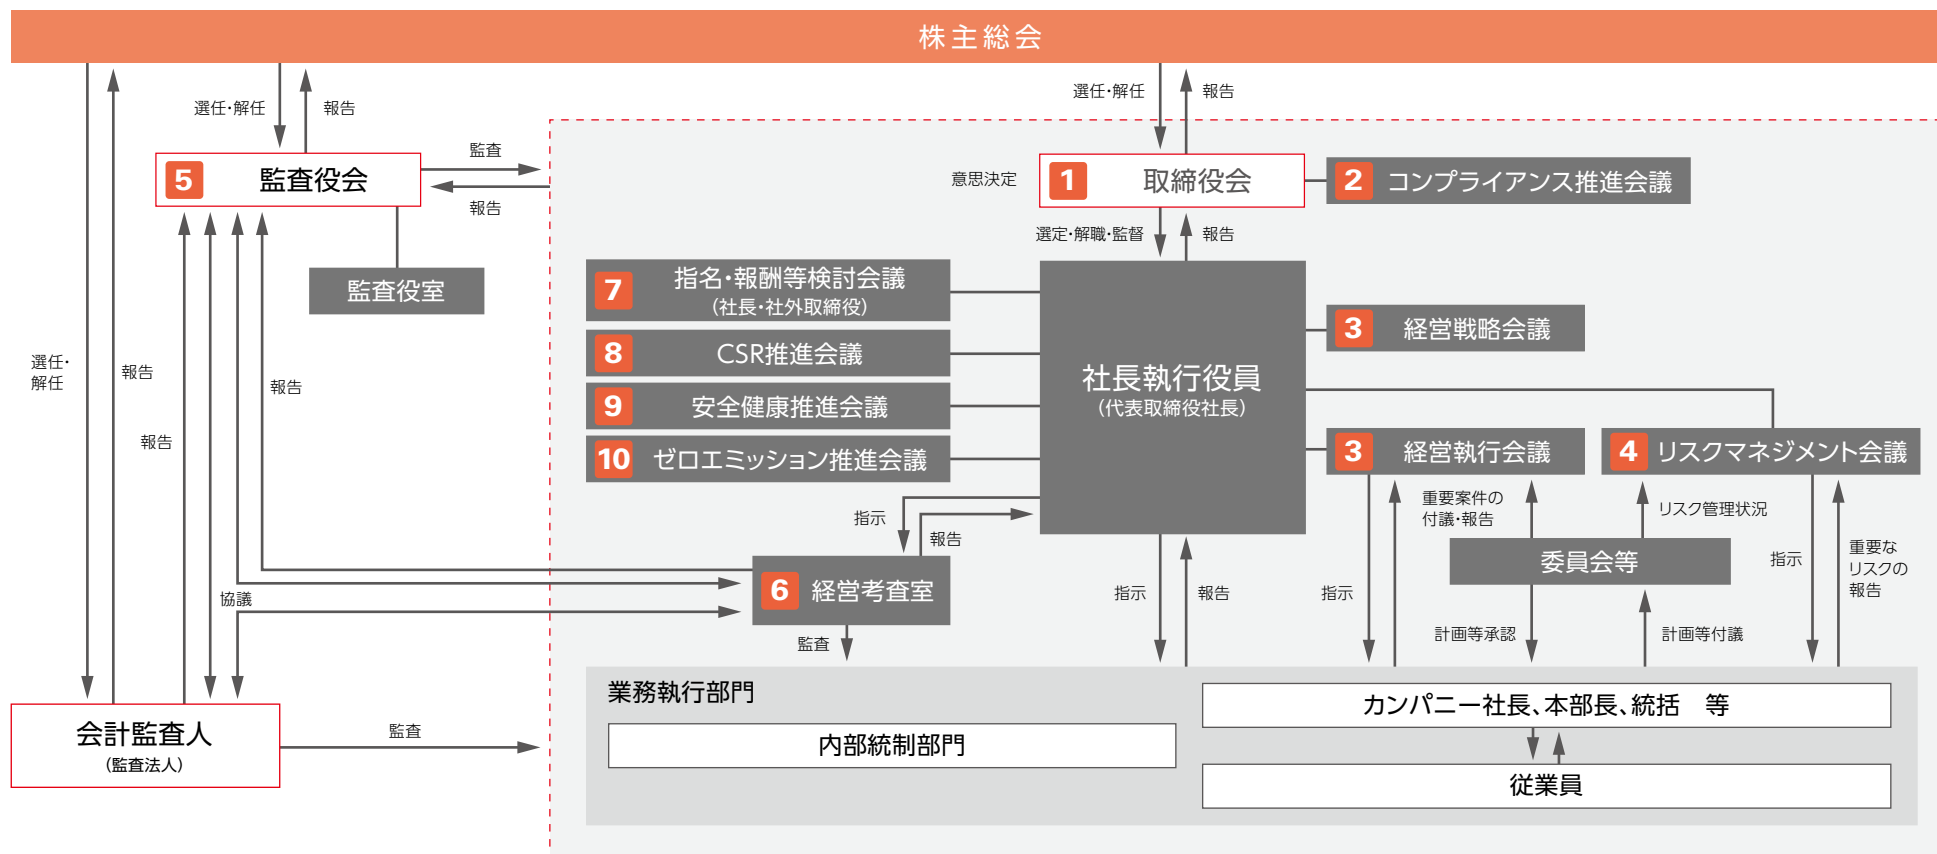 株主総会
選任・解任
報告
選任・解任
報告
監査
5 監査役会
報告
意思決定
1 取締役会
2 コンプライアンス推進会議
選定・解職・監督
報告
監査役室
7 指名・報酬等検討会議
(社長・社外取締役)
8 CSR推進会議
9 安全健康推進会議
10 ゼロエミッション推進会議
社長執行役員
(代表取締役社長)
3 経営戦略会議
3 経営執行会議
4 リスクマネジメント会議
選任・
解任
報告
報告
報告
指示
報告
重要案件の
付議・報告
リスク管理状況
委員会等
6 経営考査室
協議
監査
指示
報告
指示
計画等承認
計画等付議
指示
重要な
リスクの
報告
業務執行部門
内部統制部門
カンパニー社長、本部長、統括　等
従業員
会計監査人
(監査法人)
監査